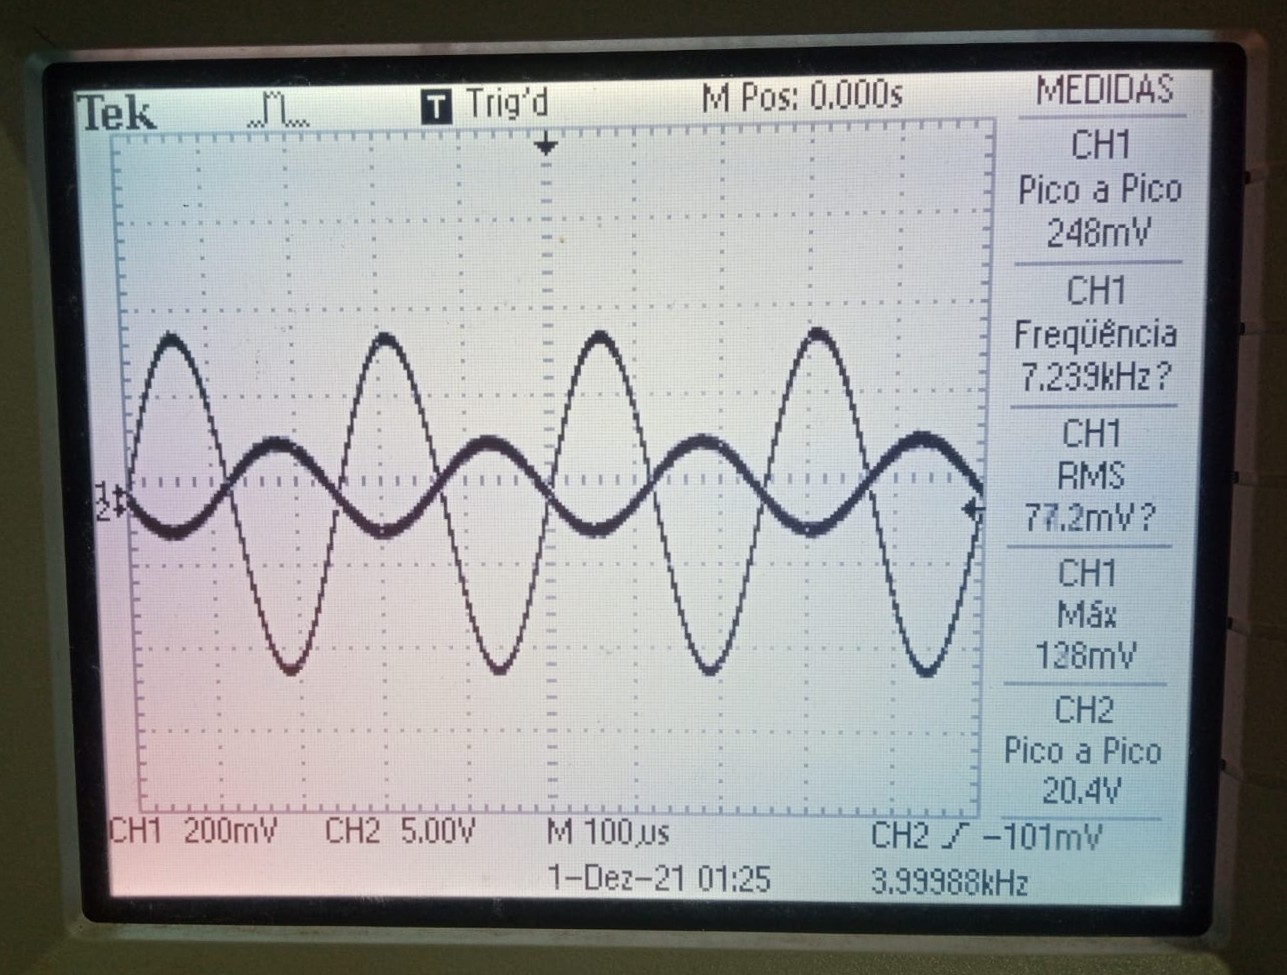 Tek T Trig'd M Pos: 0.000s MEDIDAS
CH1
Pico a Pico
248mV
CH1
Freqüência
7.239kHz?
CH1
RMS
77.2mV?
CH1
Máx
128mV
CH2
Pico a Pico
20.4V
1
2
CH1 200mV CH2 5.00V M 100µs CH2 -101mV
1-Dez-21 01:25 3.99988kHz